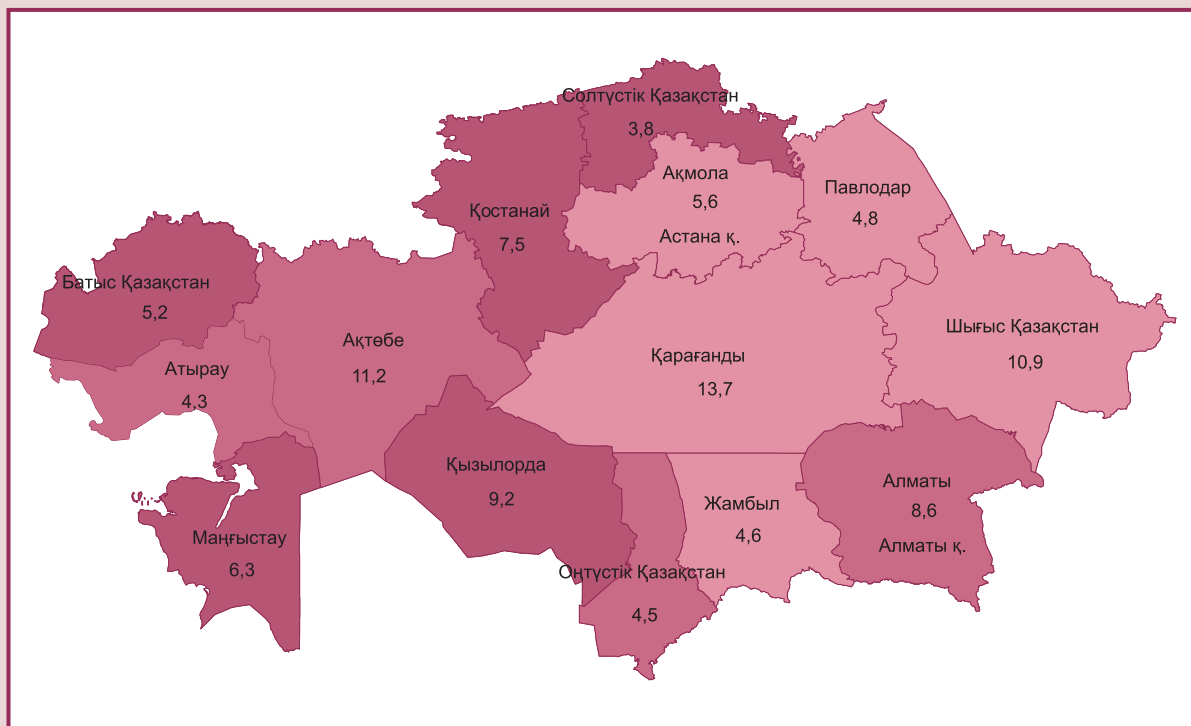 Солтүстік Қазақстан
3,8
Ақмола
5,6
Астана қ.
Павлодар
4,8
Қостанай
7,5
Батыс Қазақстан
5,2
Атырау
4,3
Ақтөбе
11,2
Қарағанды
13,7
Шығыс Қазақстан
10,9
Қызылорда
9,2
Маңғыстау
6,3
Оңтүстік Қазақстан
4,5
Жамбыл
4,6
Алматы
8,6
Алматы қ.